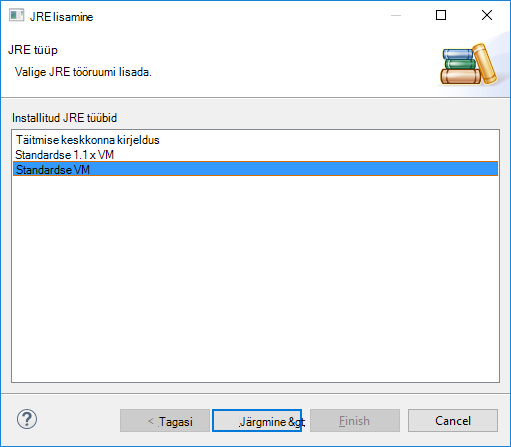 JRE lisamine
JRE tüüp
Valige JRE tööruumi lisada.
Installitud JRE tüübid
Täitmise keskkonna kirjeldus
Standardse 1.1 x VM
Standardse VM
? < Tagasi Järgmine &gt; Finish Cancel